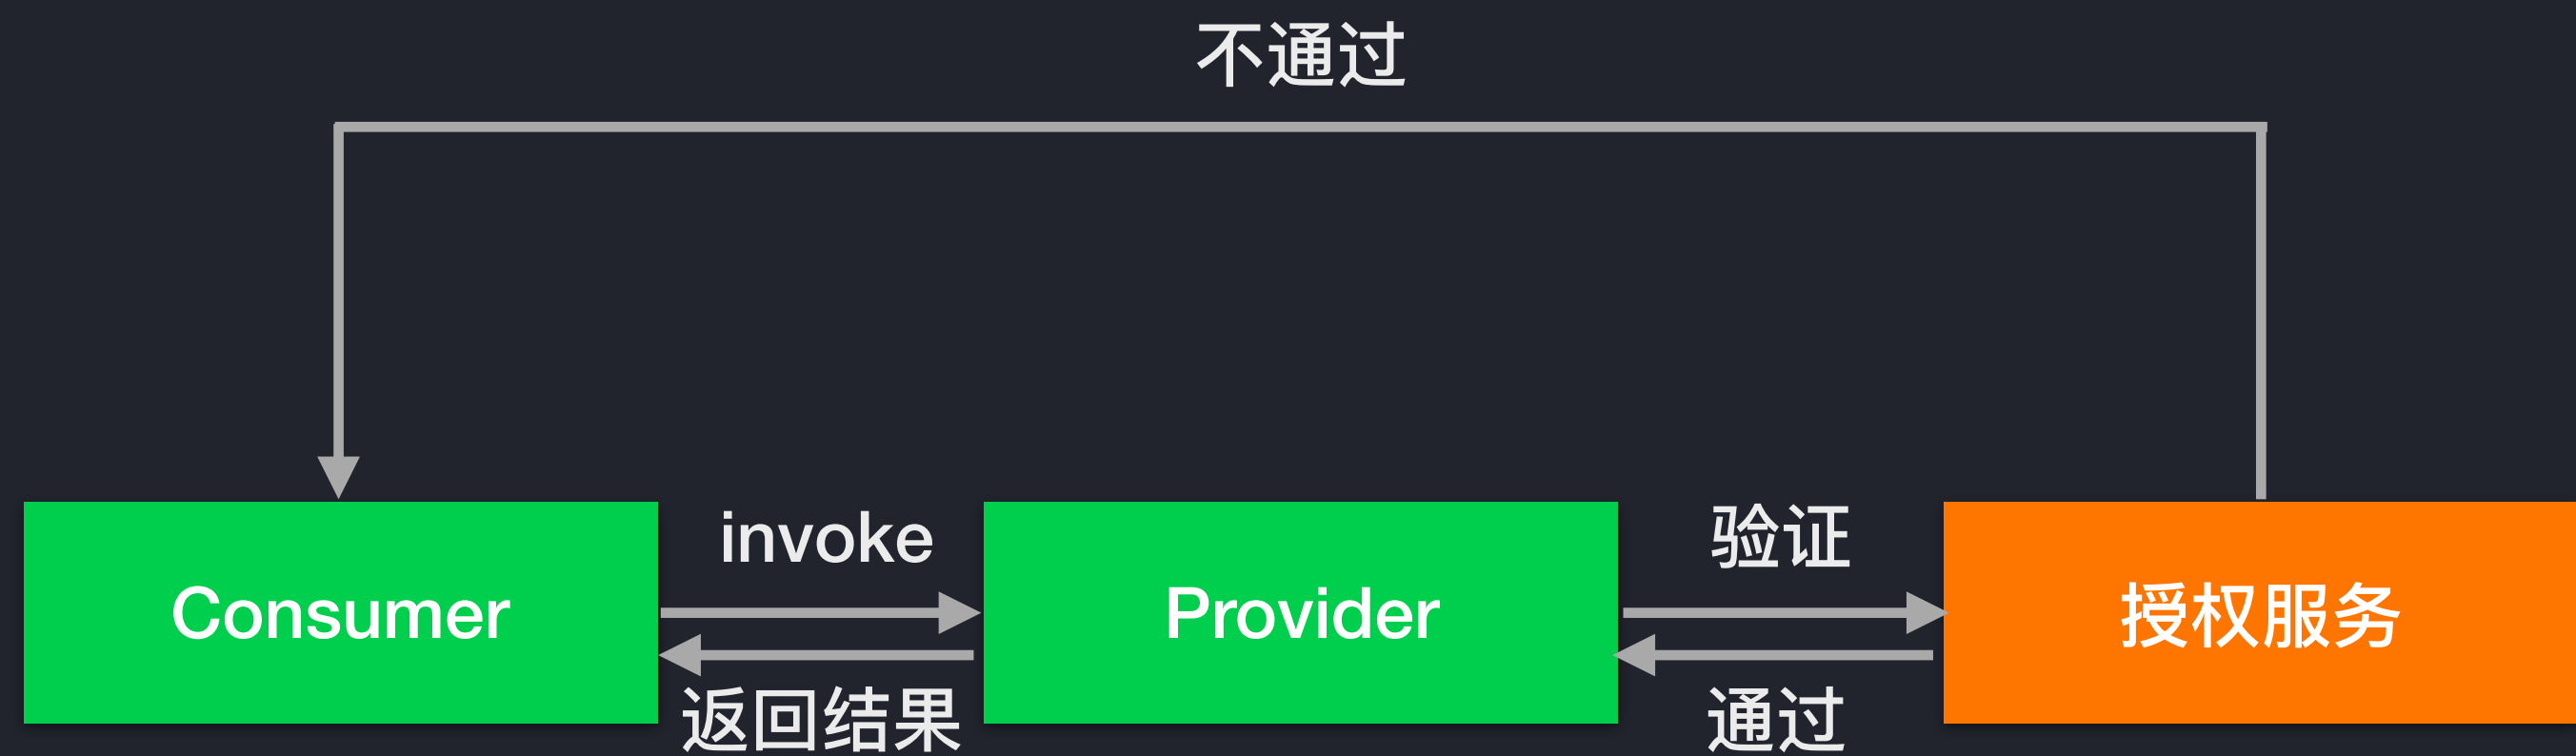 不通过
invoke
验证
Consumer
Provider
授权服务
返回结果
通过